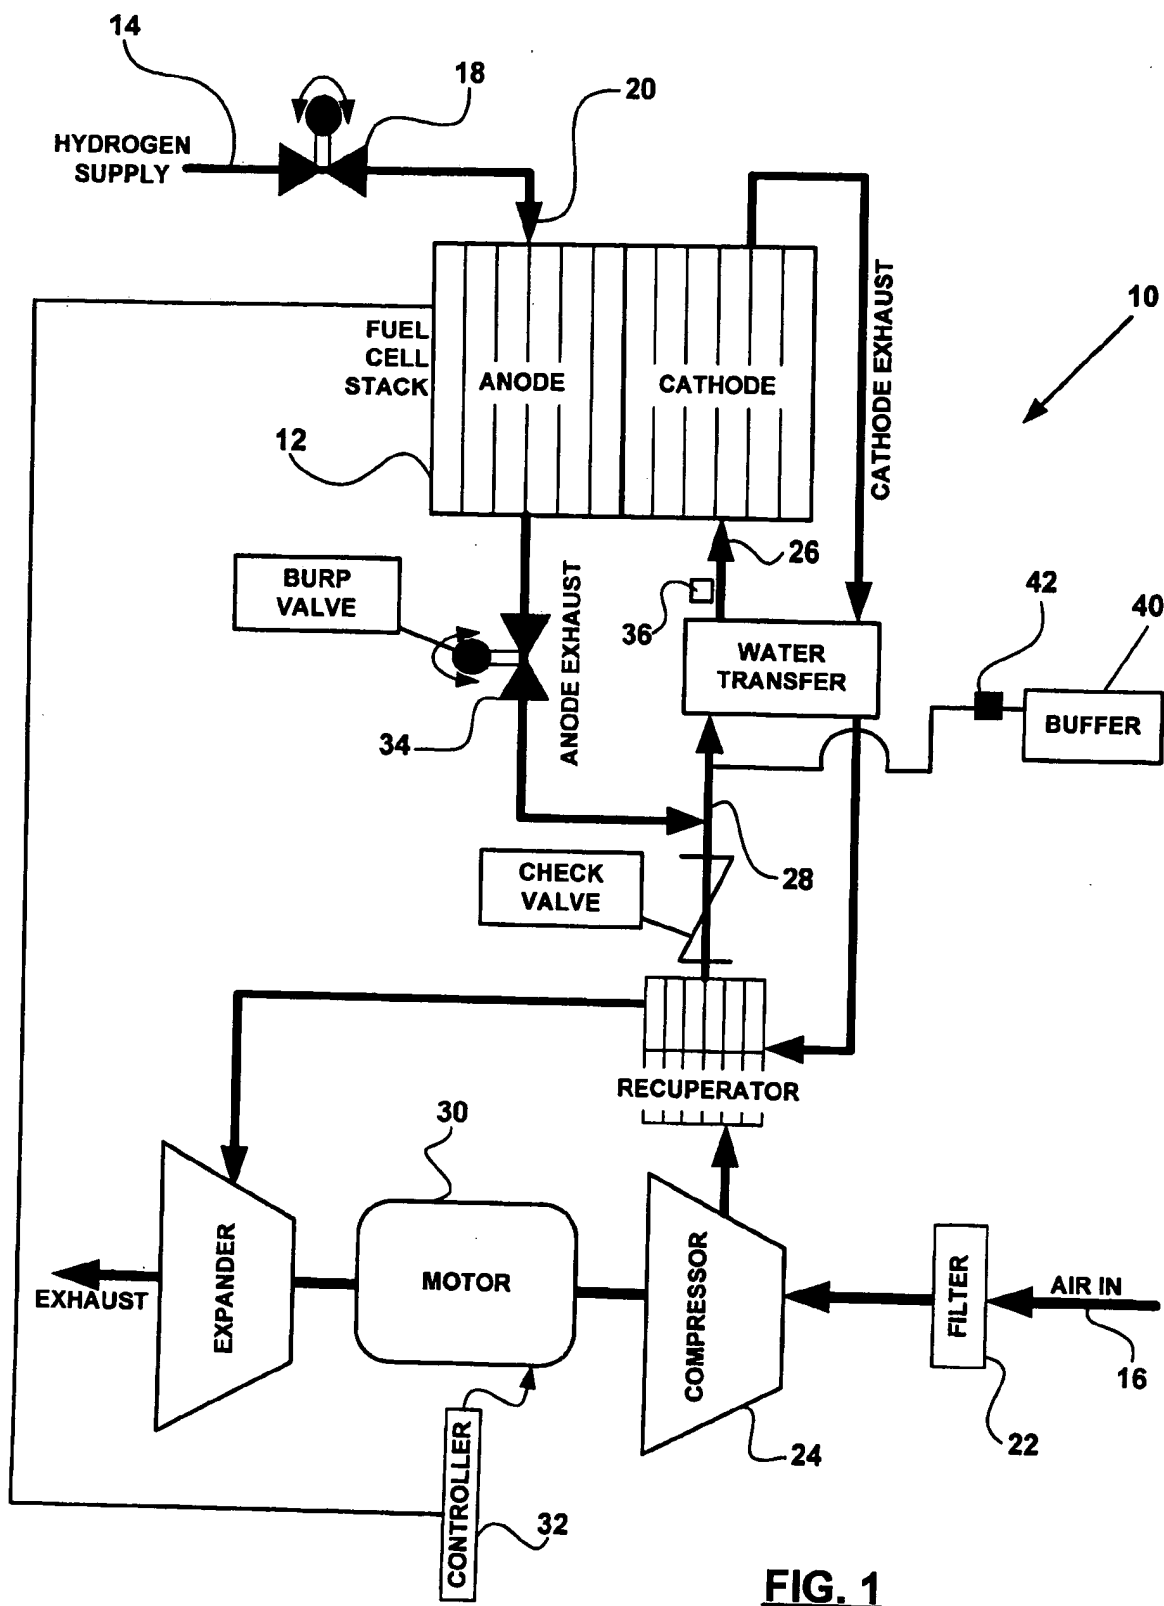 14
18
20
HYDROGEN
SUPPLY
10
CATHODE EXHAUST
FUEL
CELL
STACK
ANODE
CATHODE
12
26
BURP
VALVE
ANODE EXHAUST
36
42
40
WATER
TRANSFER
BUFFER
34
CHECK
VALVE
28
RECUPERATOR
30
EXPANDER
MOTOR
COMPRESSOR
FILTER
AIR IN
EXHAUST
16
22
24
CONTROLLER
32
FIG. 1